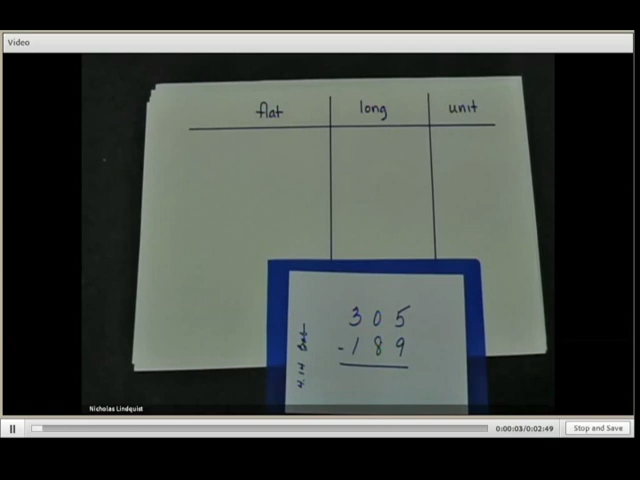 Video
flat long unit
305
-189
Nicholas Lindquist
0:00:03/0:02:49
Stop and Save